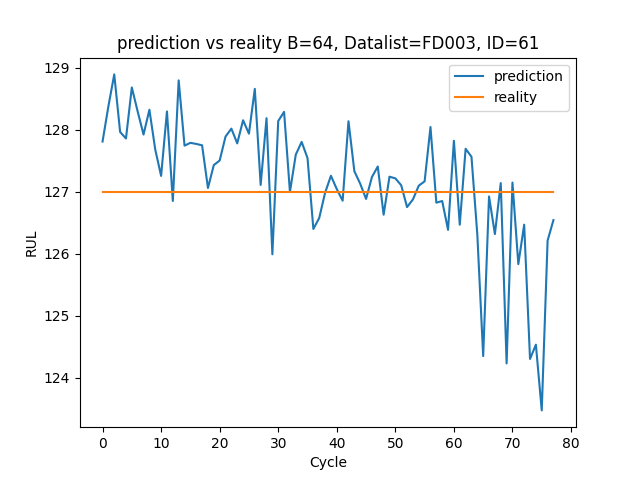 prediction vs reality B=64, Datalist=FD003, ID=61
prediction
reality
129
128
127
126
125
124
RUL
0 10 20 30 40 50 60 70 80
Cycle